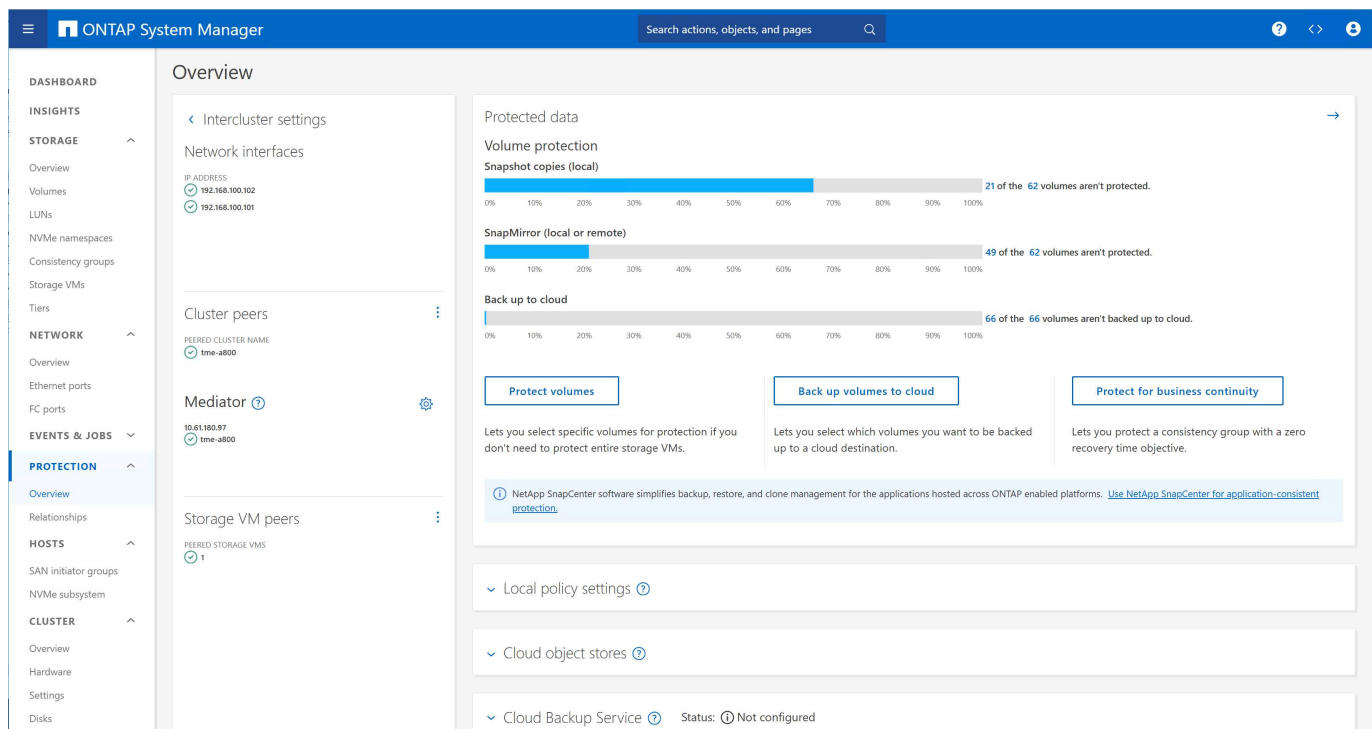 ONTAP System Manager
Search actions, objects, and pages
DASHBOARD
INSIGHTS
STORAGE
Overview
Volumes
LUNs
NVMe namespaces
Consistency groups
Storage VMs
Tiers
NETWORK
Overview
Ethernet ports
FC ports
EVENTS & JOBS
PROTECTION
Overview
Relationships
HOSTS
SAN initiator groups
NVMe subsystem
CLUSTER
Overview
Hardware
Settings
Disks
Overview
Intercluster settings
Network interfaces
IP ADDRESS
192.168.100.102
192.168.100.101
Cluster peers
PEERED CLUSTER NAME
tme-a800
Mediator
10.61.180.97
tme-a800
Storage VM peers
PEERED STORAGE VMS
1
Protected data
Volume protection
Snapshot copies (local)
21 of the 62 volumes aren't protected.
0% 10% 20% 30% 40% 50% 60% 70% 80% 90% 100%
SnapMirror (local or remote)
49 of the 62 volumes aren't protected.
0% 10% 20% 30% 40% 50% 60% 70% 80% 90% 100%
Back up to cloud
66 of the 66 volumes aren't backed up to cloud.
0% 10% 20% 30% 40% 50% 60% 70% 80% 90% 100%
Protect volumes
Lets you select specific volumes for protection if you
don't need to protect entire storage VMs.
Back up volumes to cloud
Lets you select which volumes you want to be backed
up to a cloud destination.
Protect for business continuity
Lets you protect a consistency group with a zero
recovery time objective.
NetApp SnapCenter software simplifies backup, restore, and clone management for the applications hosted across ONTAP enabled platforms. Use NetApp SnapCenter for application-consistent
protection.
Local policy settings
Cloud object stores
Cloud Backup Service Status: Not configured